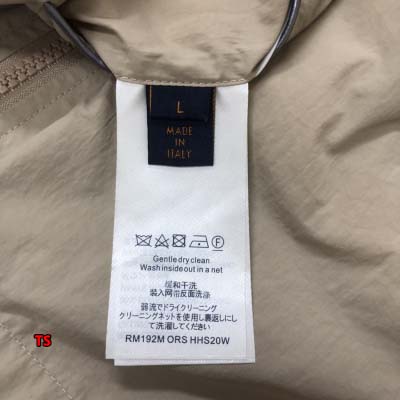 L
MADE
IN
ITALY
Gentle dry clean
Wash inside out in a net
缓和干洗
装入网带反面洗涤
弱流でドライクリーニング
クリーニングネットを使用し裏返しに
して洗濯してください
RM192M ORS HHS20W
TS